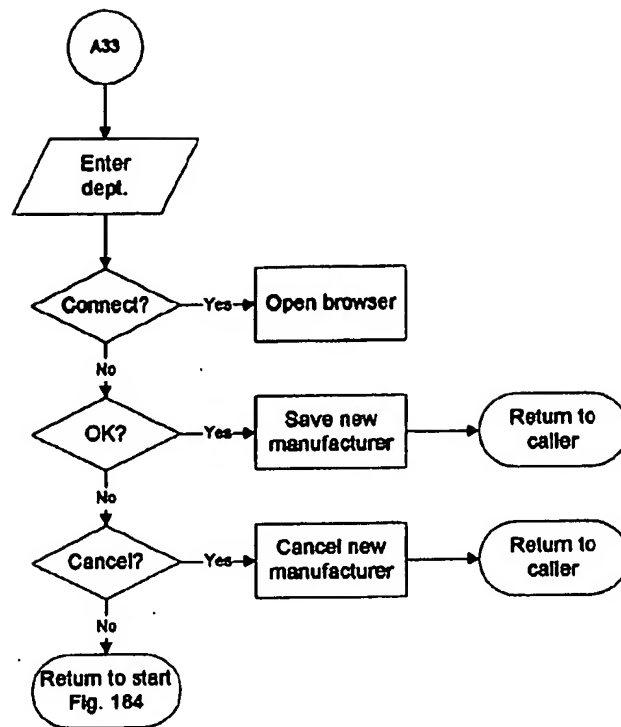 A33
Enter
dept.
Connect?
Yes
Open browser
No
OK?
Yes
Save new
manufacturer
Return to
caller
No
Cancel?
Yes
Cancel new
manufacturer
Return to
caller
No
Return to start
Fig. 184